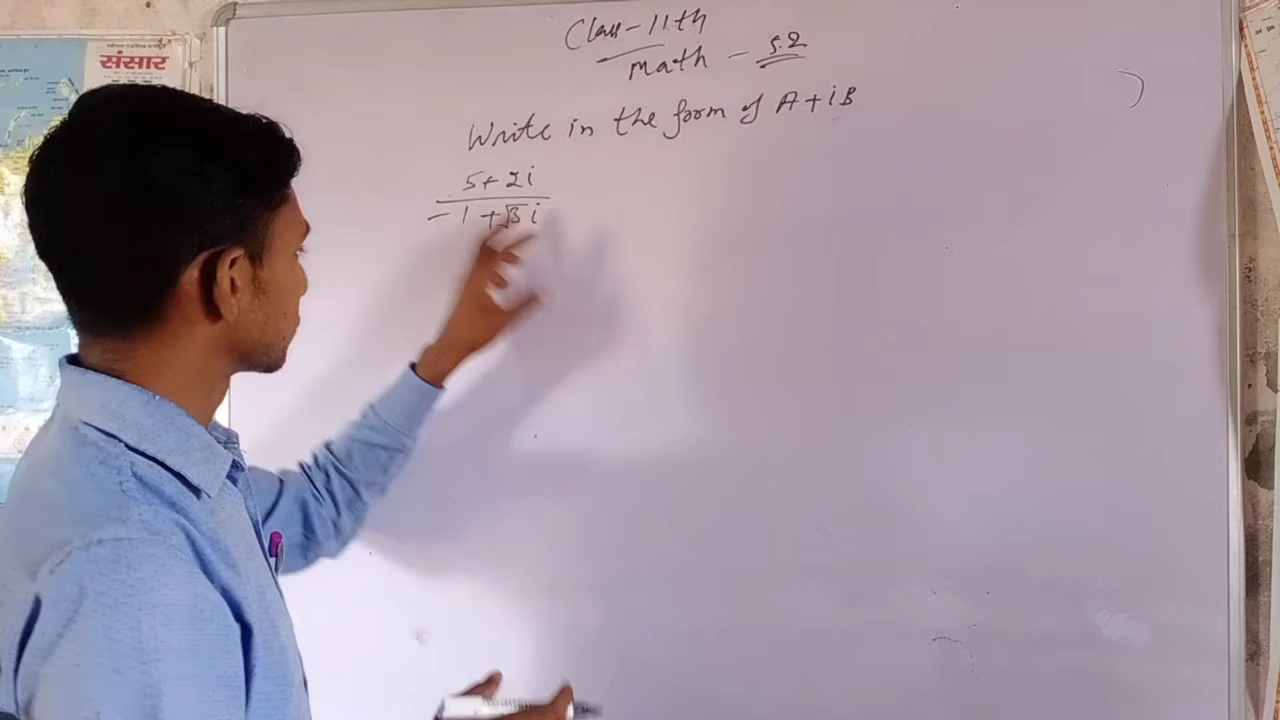 संसार
Class-11th
math - 5.2
Write in the form of A+iB
5+2i
-1+√3i